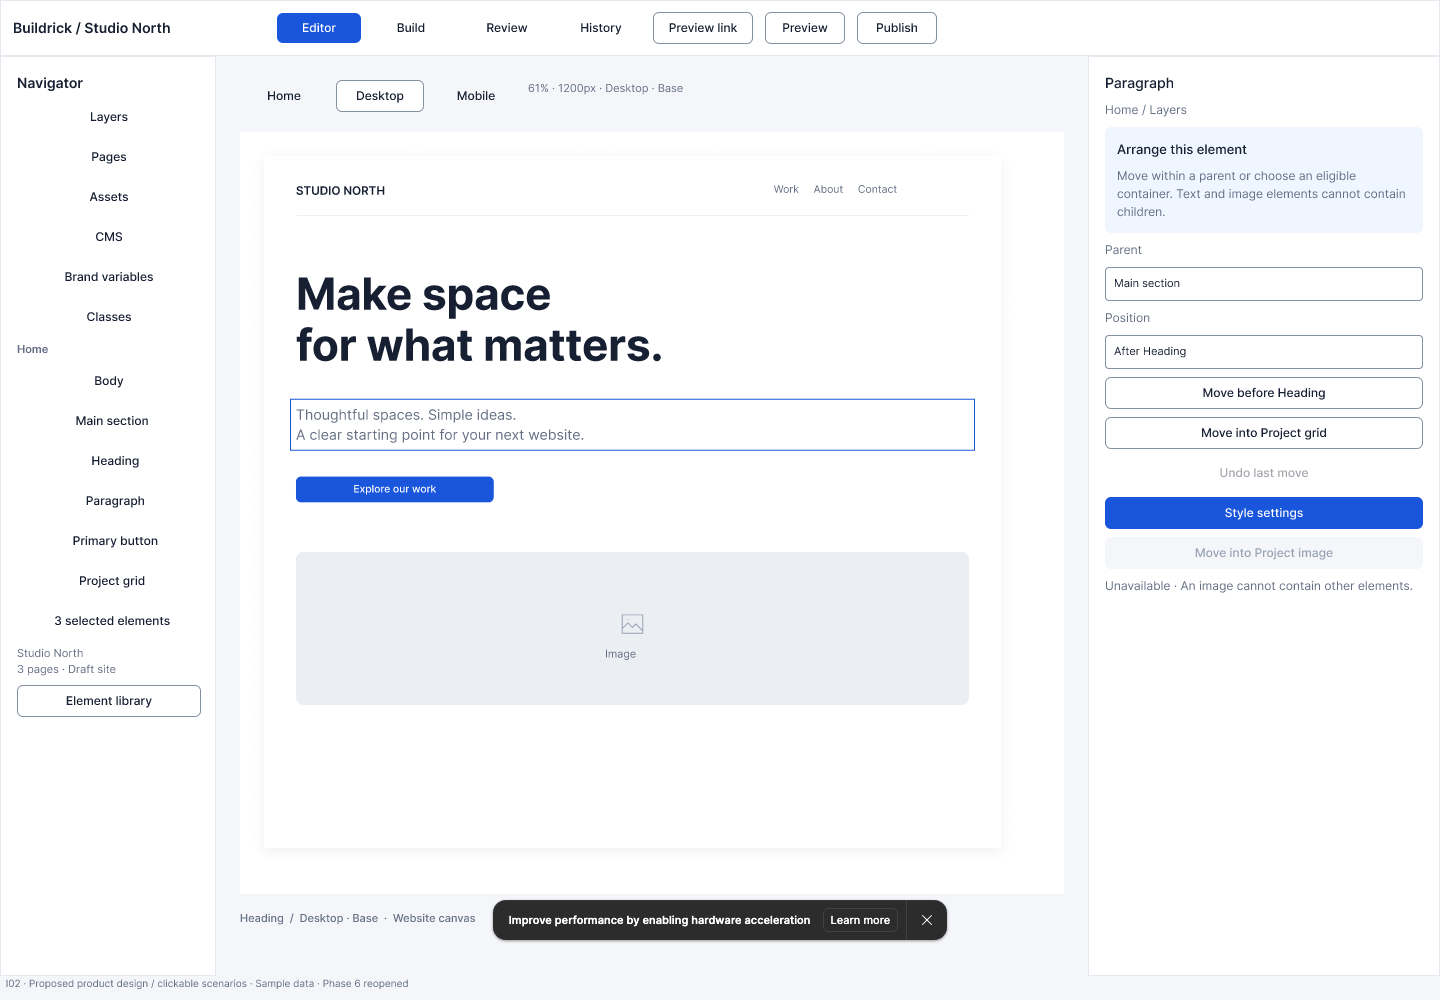 Buildrick / Studio North
Editor
Build
Review
History
Preview link
Preview
Publish
Navigator
Layers
Pages
Assets
CMS
Brand variables
Classes
Home
Body
Main section
Heading
Paragraph
Primary button
Project grid
3 selected elements
Studio North
3 pages · Draft site
Element library
Home
Desktop
Mobile
61% · 1200px · Desktop · Base
STUDIO NORTH
Work
About
Contact
Make space
for what matters.
Thoughtful spaces. Simple ideas.
A clear starting point for your next website.
Explore our work
Image
Heading / Desktop · Base · Website canvas
Improve performance by enabling hardware acceleration
Learn more
Paragraph
Home / Layers
Arrange this element
Move within a parent or choose an eligible
container. Text and image elements cannot contain
children.
Parent
Main section
Position
After Heading
Move before Heading
Move into Project grid
Undo last move
Style settings
Move into Project image
Unavailable · An image cannot contain other elements.
I02 · Proposed product design / clickable scenarios · Sample data · Phase 6 reopened